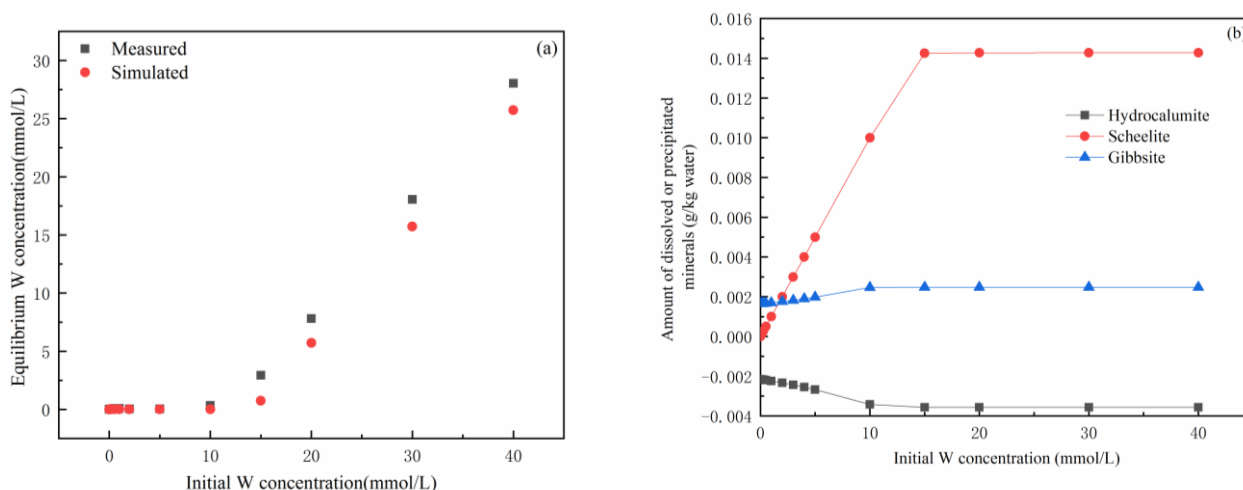 (a)
Measured
Simulated
30
25
20
15
10
5
0
Equilibrium W concentration(mmol/L)
0 10 20 30 40
Initial W concentration(mmol/L)
(b)
0.016
0.014
0.012
0.010
0.008
0.006
0.004
0.002
0.000
−0.002
−0.004
Amount of dissolved or precipitated
minerals (g/kg water)
Hydrocalumite
Scheelite
Gibbsite
0 10 20 30 40
Initial W concentration (mmol/L)